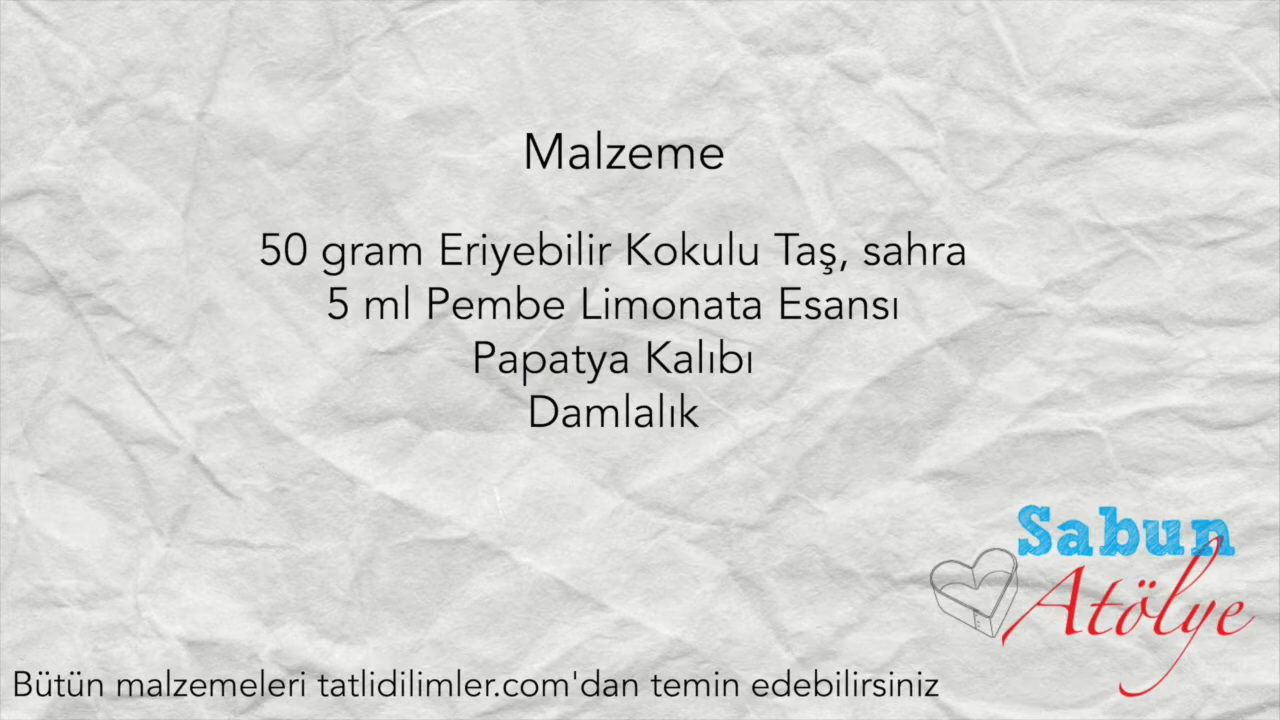 Malzeme
50 gram Eriyebilir Kokulu Taş, sahra
5 ml Pembe Limonata Esansı
Papatya Kalıbı
Damlalık
Sabun
Atölye
Bütün malzemeleri tatlidilimler.com'dan temin edebilirsiniz